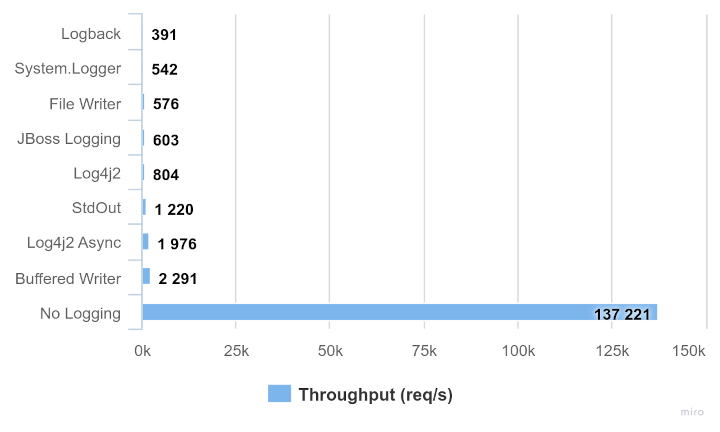 Logback 391
System.Logger 542
File Writer 576
JBoss Logging 603
Log4j2 804
StdOut 1 220
Log4j2 Async 1 976
Buffered Writer 2 291
No Logging 137 221
0k 25k 50k 75k 100k 125k 150k
Throughput (req/s)
miro